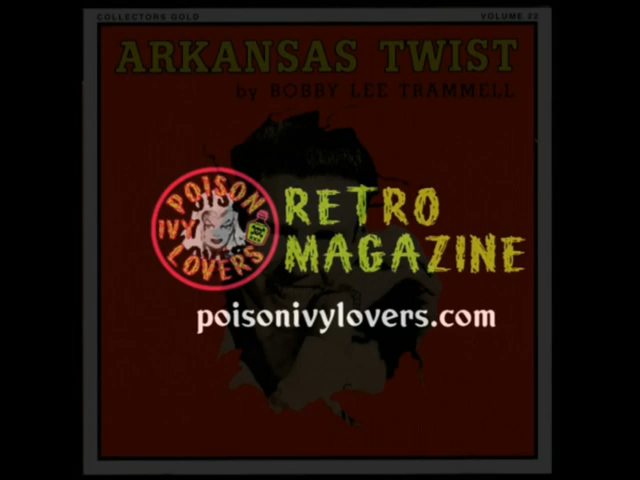 COLLECTORS GOLD VOLUME 22
ARKANSAS TWIST
by BOBBY LEE TRAMMELL
POISON
IVY
LOVERS
RETRO
MAGAZINE
poisonivylovers.com